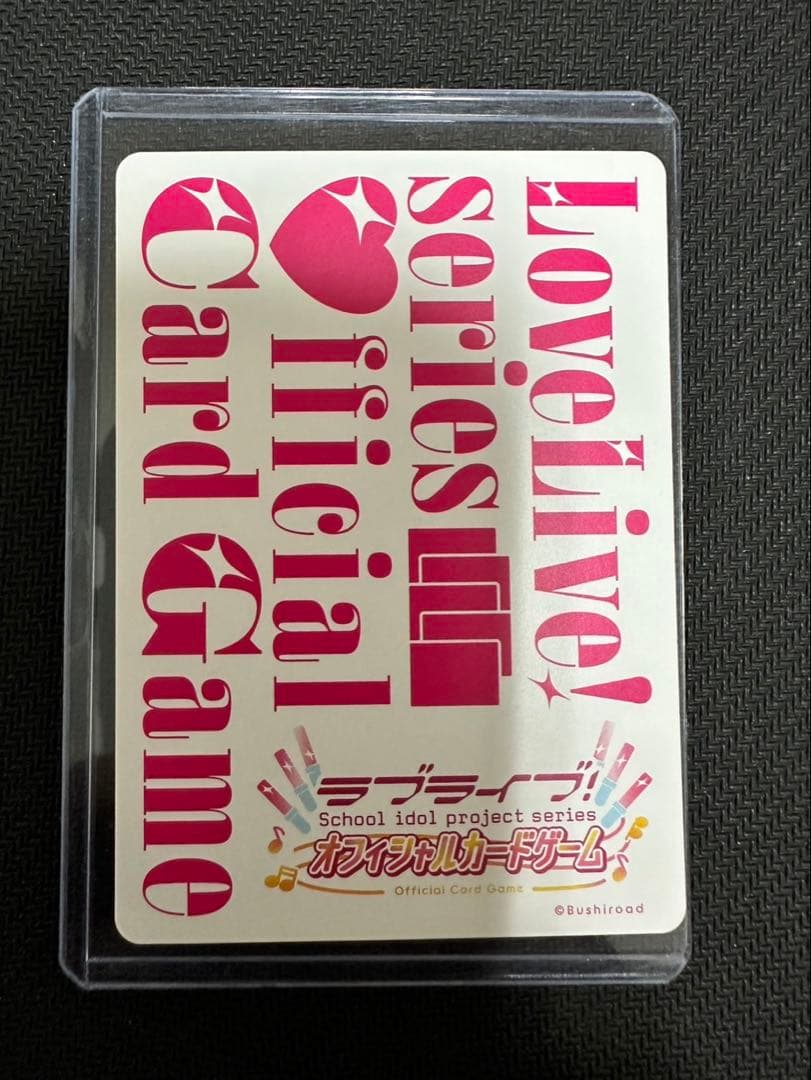 LoveLive!
series
Official
Card Game
ラブライブ!
School idol project series
オフィシャルカードゲーム
Official Card Game
©Bushiroad